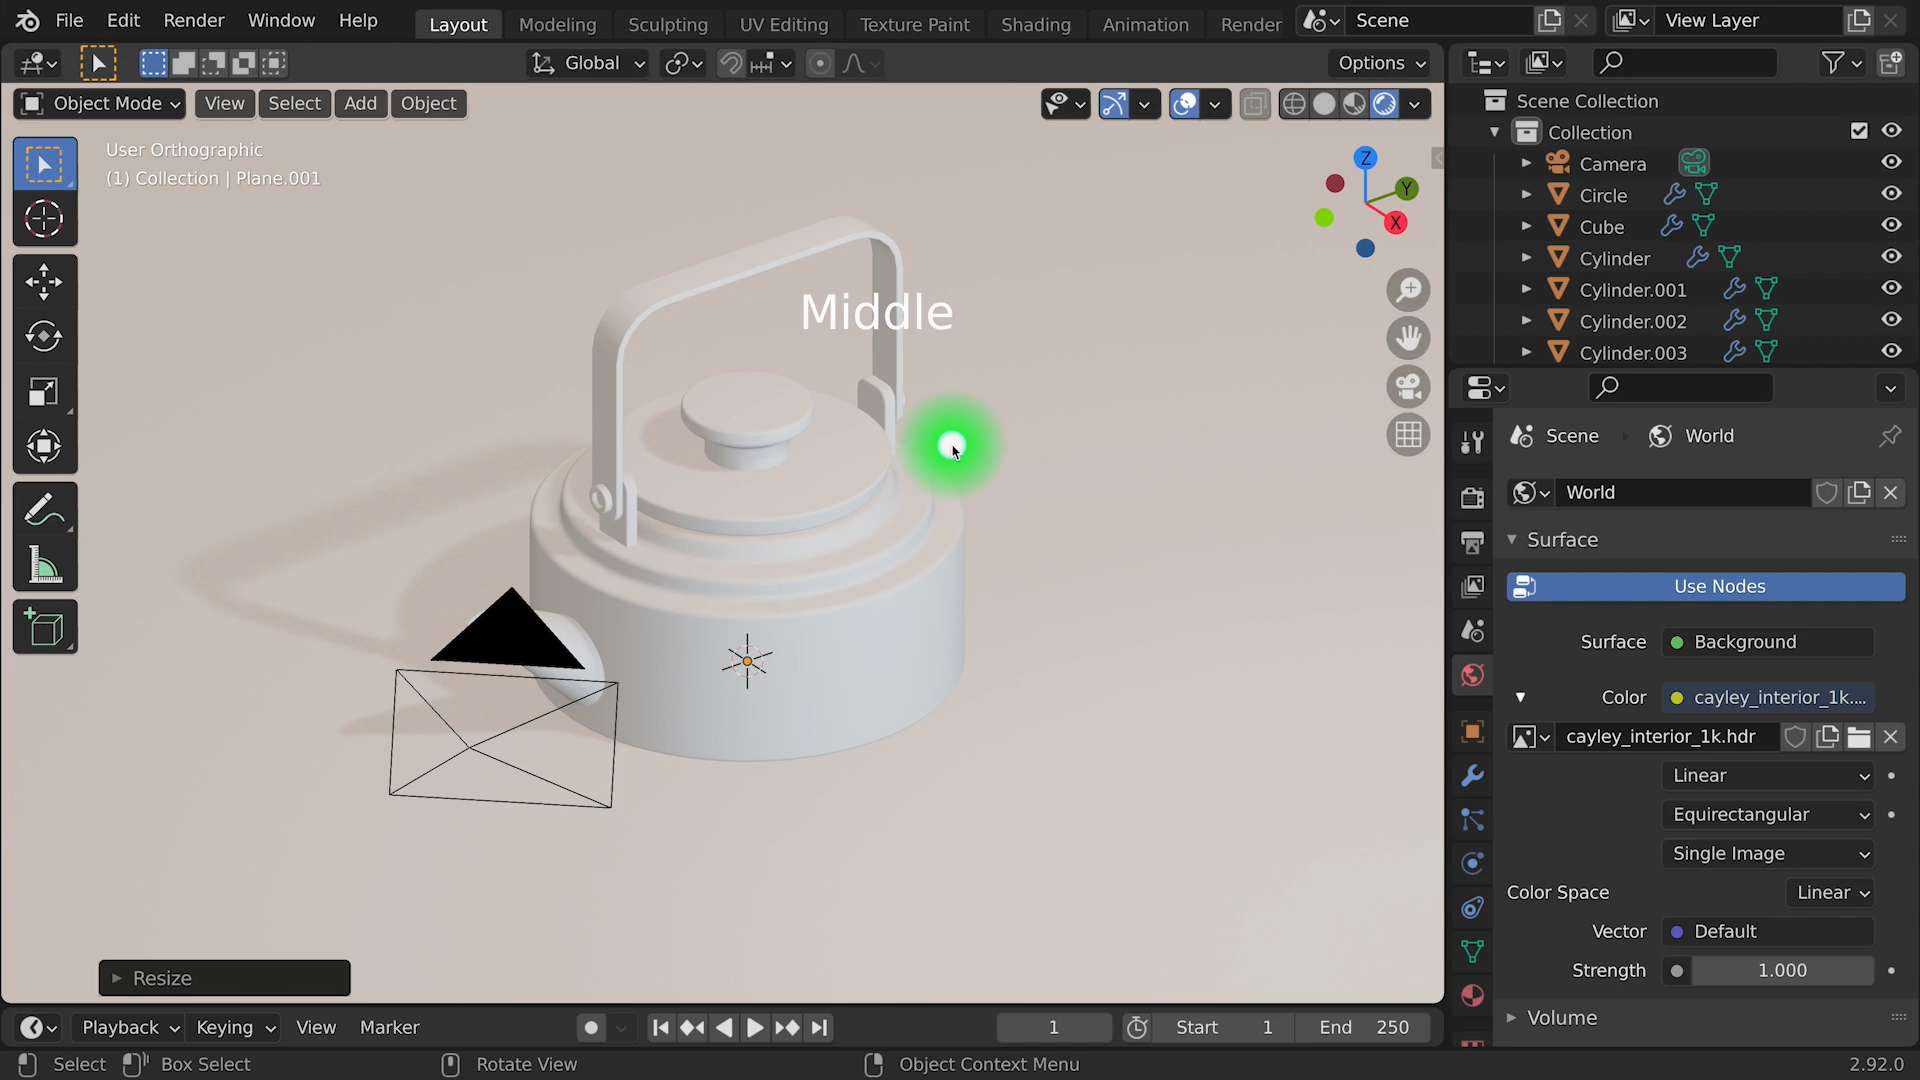 File Edit Render Window Help Layout Modeling Sculpting UV Editing Texture Paint Shading Animation Render Scene View Layer
Global Options
Object Mode View Select Add Object
User Orthographic
(1) Collection | Plane.001
Z
Y
X
Middle
Resize
Scene Collection
Collection
Camera
Circle
Cube
Cylinder
Cylinder.001
Cylinder.002
Cylinder.003
Scene World
World
Surface
Use Nodes
Surface Background
Color cayley_interior_1k....
cayley_interior_1k.hdr
Linear
Equirectangular
Single Image
Color Space Linear
Vector Default
Strength 1.000
Volume
Playback Keying View Marker 1 Start 1 End 250
Select Box Select Rotate View Object Context Menu 2.92.0